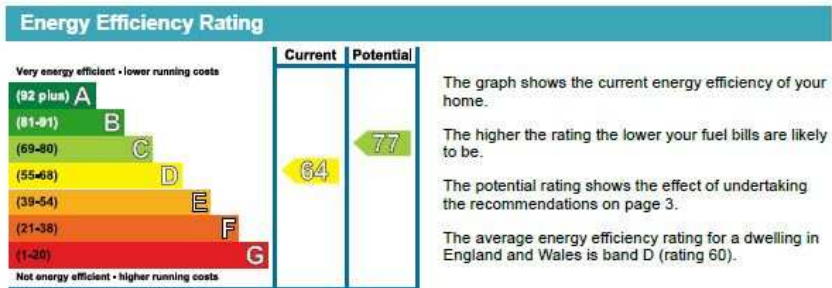 Energy Efficiency Rating
Current Potential
Very energy efficient • lower running costs
(92 plus) A
(81-91) B
(69-80) C
(55-68) D
(39-54) E
(21-38) F
(1-20) G
Not energy efficient • higher running costs
64
77
The graph shows the current energy efficiency of your
home.
The higher the rating the lower your fuel bills are likely
to be.
The potential rating shows the effect of undertaking
the recommendations on page 3.
The average energy efficiency rating for a dwelling in
England and Wales is band D (rating 60).